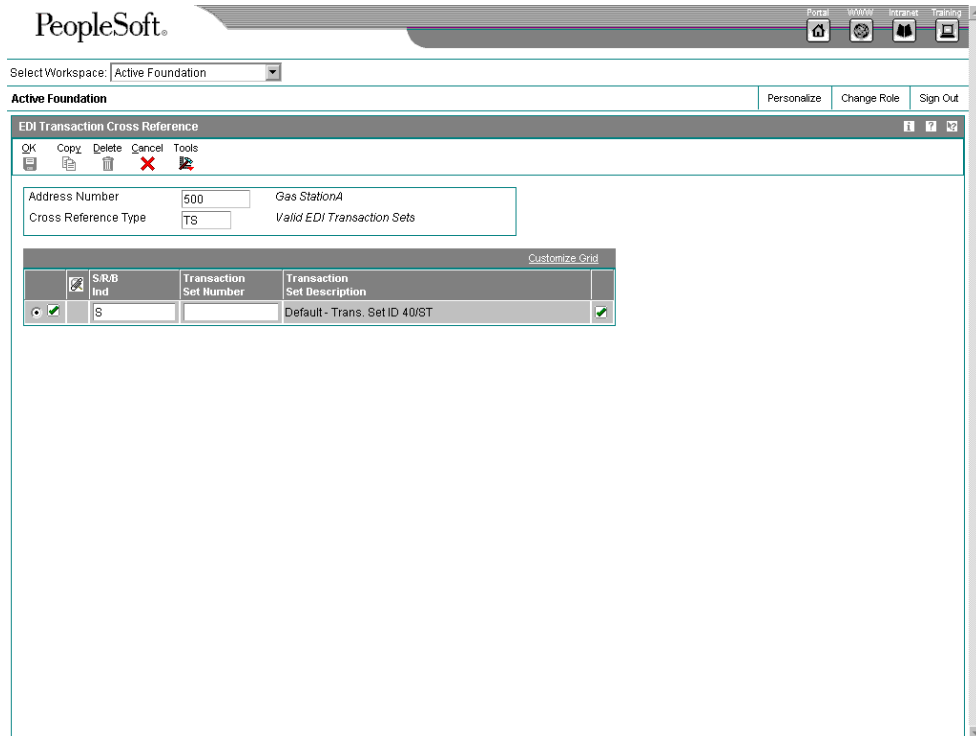 Portal WWW Intranet Training
PeopleSoft.
Select Workspace: Active Foundation
Active Foundation Personalize Change Role Sign Out
EDI Transaction Cross Reference
OK Copy Delete Cancel Tools
Address Number 500 Gas StationA
Cross Reference Type TS Valid EDI Transaction Sets
Customize Grid
S/R/B Transaction Transaction
Ind Set Number Set Description
S Default - Trans. Set ID 40/ST